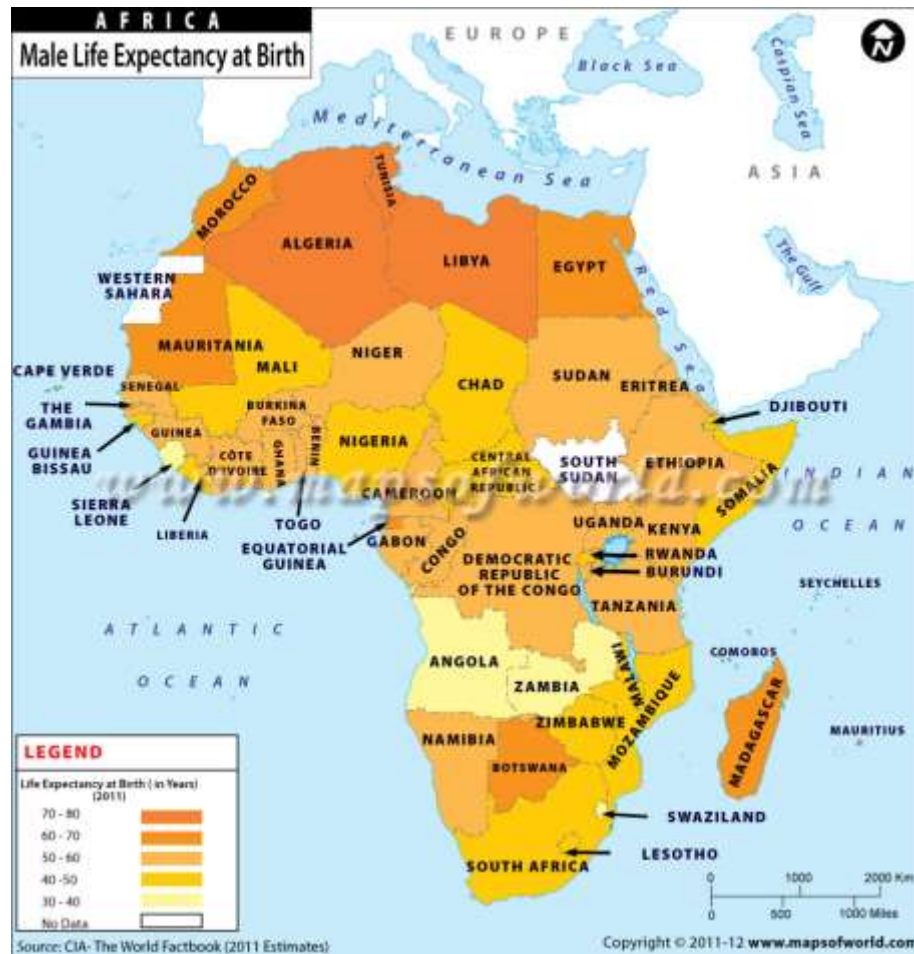 AFRICA
Male Life Expectancy at Birth
EUROPE
N
Black Sea
Caspian Sea
Mediterranean Sea
ASIA
The Gulf
Red Sea
TUNISIA
MOROCCO
ALGERIA
LIBYA
EGYPT
WESTERN
SAHARA
MAURITANIA
MALI
NIGER
CHAD
SUDAN
ERITREA
CAPE VERDE
SENEGAL
THE
GAMBIA
GUINEA
BISSAU
GUINEA
BURKINA
FASO
BENIN
NIGERIA
DJIBOUTI
CÔTE
D'IVOIRE
GHANA
CENTRAL
AFRICAN
REPUBLIC
SOUTH
SUDAN
ETHIOPIA
SOMALIA
INDIAN
OCEAN
www.mapsofworld.com
SIERRA
LEONE
LIBERIA
TOGO
CAMEROON
EQUATORIAL
GUINEA
GABON
CONGO
UGANDA
KENYA
DEMOCRATIC
REPUBLIC
OF THE CONGO
RWANDA
BURUNDI
SEYCHELLES
TANZANIA
ATLANTIC
OCEAN
ANGOLA
ZAMBIA
MALAWI
COMOROS
MOZAMBIQUE
ZIMBABWE
MADAGASCAR
MAURITIUS
NAMIBIA
BOTSWANA
SWAZILAND
SOUTH AFRICA
LESOTHO
LEGEND
Life Expectancy at Birth ( in Years)
(2011)
70 - 80
60 - 70
50 - 60
40 -50
30 - 40
No Data
0 1000 2000 Km
0 500 1000 Miles
Source: CIA- The World Factbook (2011 Estimates)
Copyright © 2011-12 www.mapsofworld.com